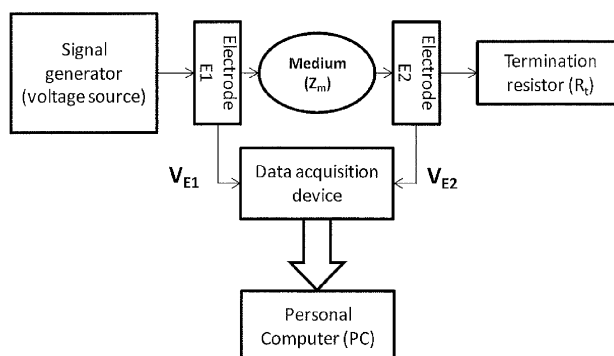 Signal
generator
(voltage source)
Electrode
E1
Medium
(Zm)
Electrode
E2
Termination
resistor (Rt)
VE1
Data acquisition
device
VE2
Personal
Computer (PC)